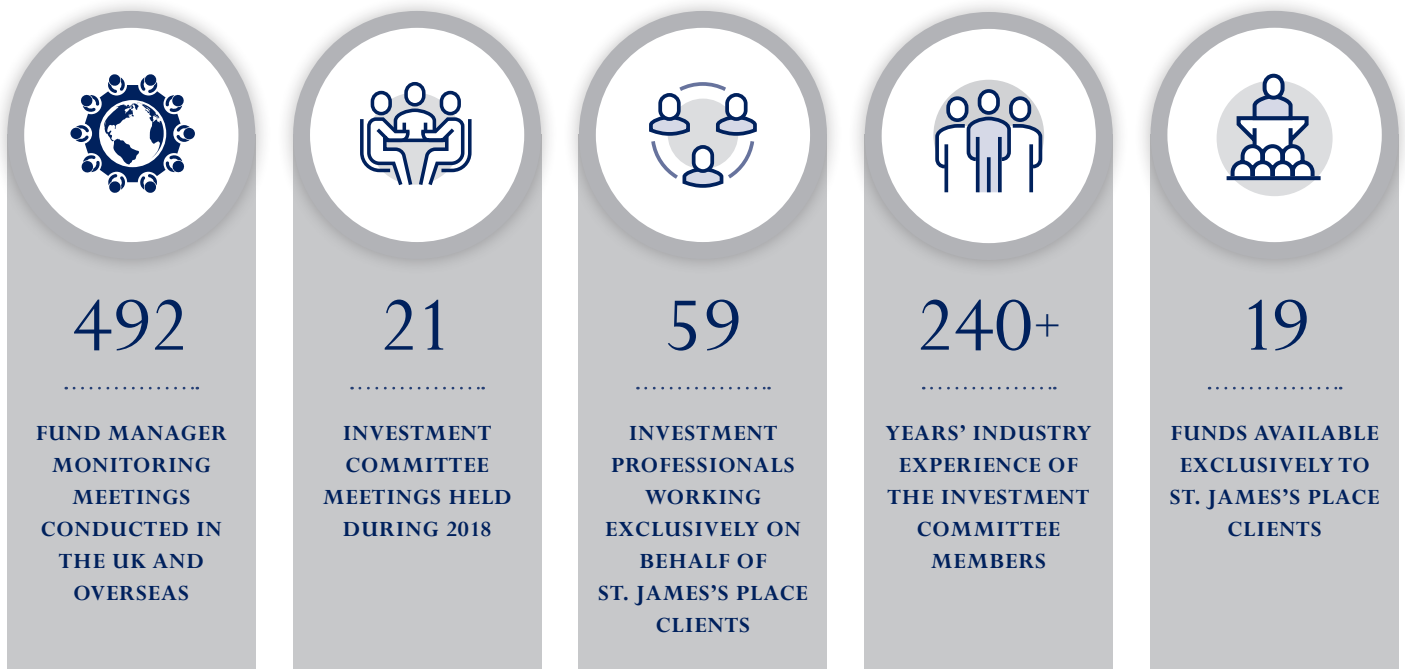 492
FUND MANAGER
MONITORING
MEETINGS
CONDUCTED IN
THE UK AND
OVERSEAS
21
INVESTMENT
COMMITTEE
MEETINGS HELD
DURING 2018
59
INVESTMENT
PROFESSIONALS
WORKING
EXCLUSIVELY ON
BEHALF OF
ST. JAMES’S PLACE
CLIENTS
240+
YEARS’ INDUSTRY
EXPERIENCE OF
THE INVESTMENT
COMMITTEE
MEMBERS
19
FUNDS AVAILABLE
EXCLUSIVELY TO
ST. JAMES’S PLACE
CLIENTS